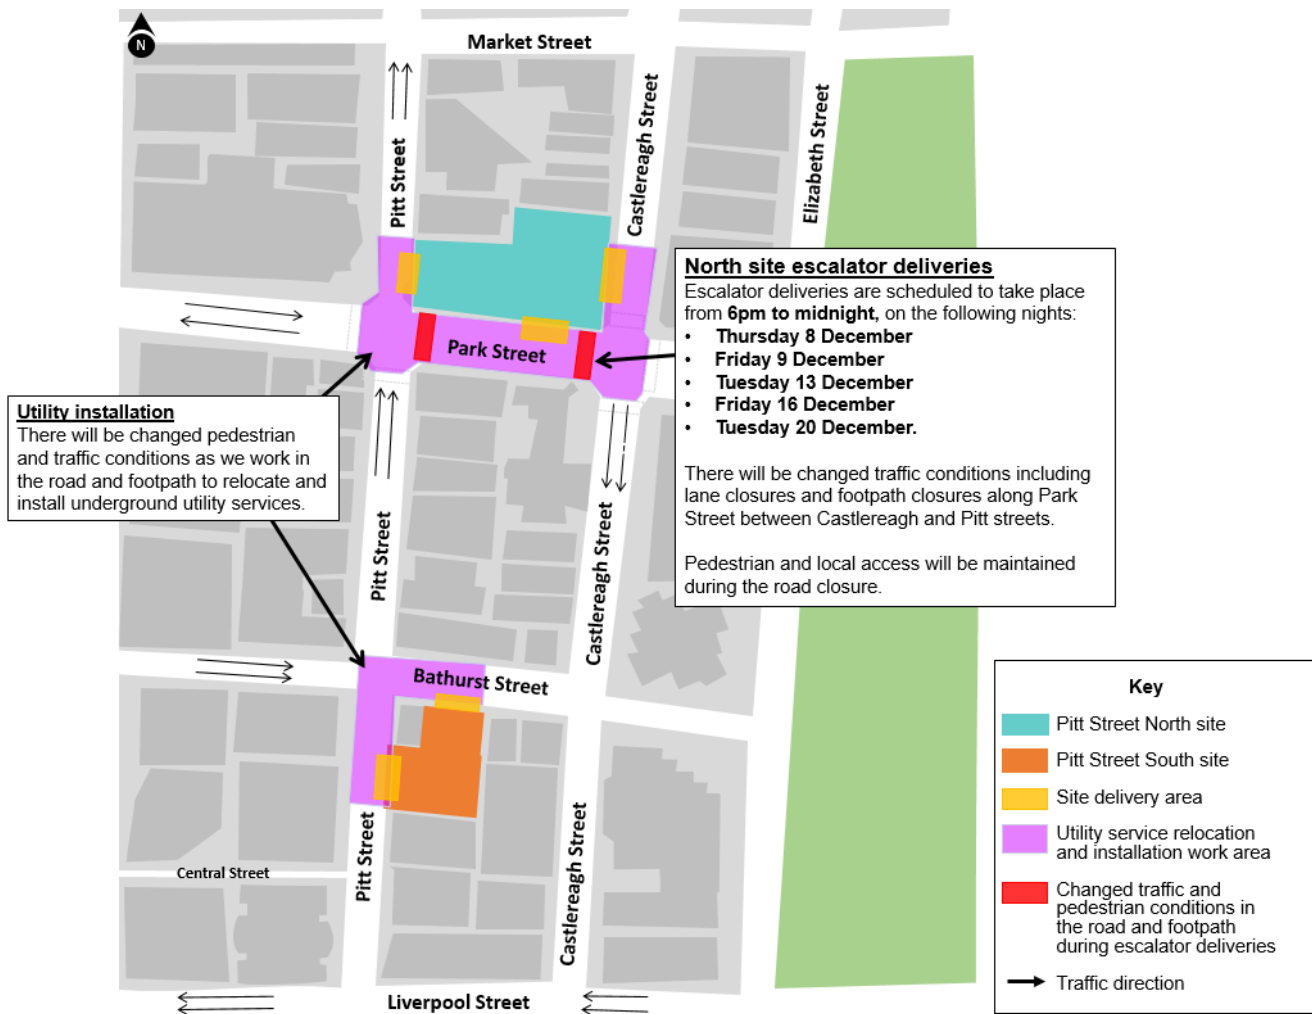 N
Market Street
Pitt Street
Castlereagh Street
Elizabeth Street
North site escalator deliveries
Escalator deliveries are scheduled to take place
from 6pm to midnight, on the following nights:
• Thursday 8 December
• Friday 9 December
• Tuesday 13 December
• Friday 16 December
• Tuesday 20 December.
There will be changed traffic conditions including
lane closures and footpath closures along Park
Street between Castlereagh and Pitt streets.
Pedestrian and local access will be maintained
during the road closure.
Park Street
Utility installation
There will be changed pedestrian
and traffic conditions as we work in
the road and footpath to relocate and
install underground utility services.
Pitt Street
Castlereagh Street
Bathurst Street
Pitt Street
Castlereagh Street
Central Street
Liverpool Street
Key
Pitt Street North site
Pitt Street South site
Site delivery area
Utility service relocation
and installation work area
Changed traffic and
pedestrian conditions in
the road and footpath
during escalator deliveries
Traffic direction